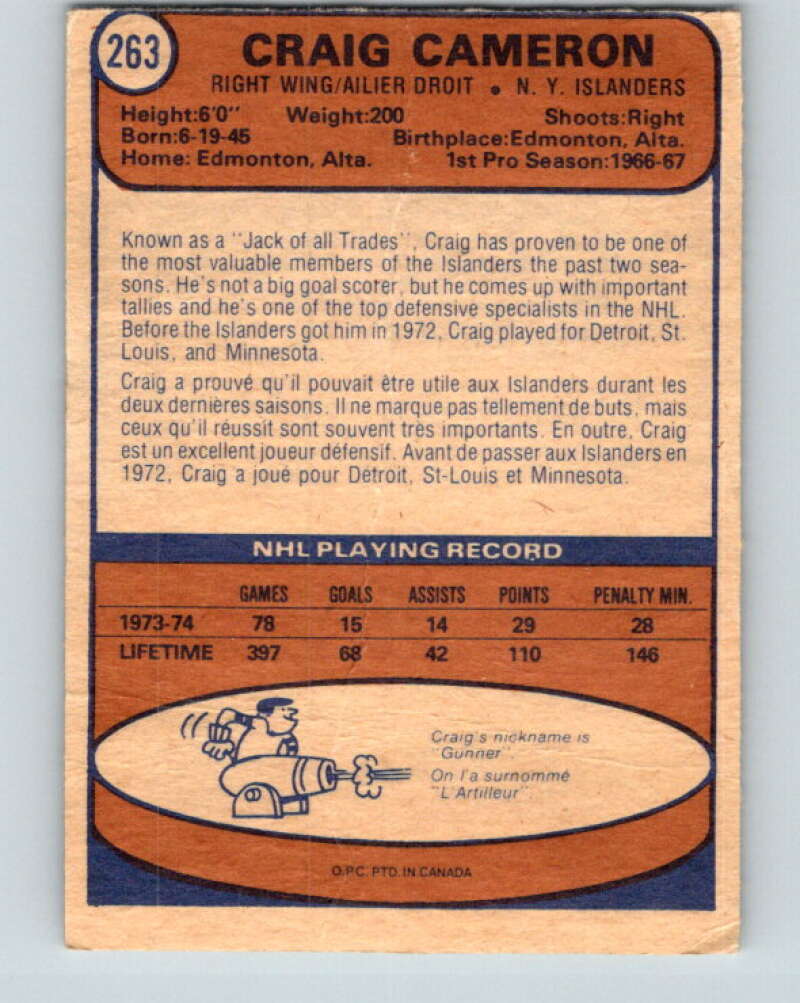 263
CRAIG CAMERON
RIGHT WING/AILIER DROIT • N. Y. ISLANDERS
Height:6'0" Weight:200 Shoots:Right
Born:6-19-45 Birthplace:Edmonton, Alta.
Home: Edmonton, Alta. 1st Pro Season:1966-67
Known as a "Jack of all Trades", Craig has proven to be one of
the most valuable members of the Islanders the past two sea-
sons. He's not a big goal scorer, but he comes up with important
tallies and he's one of the top defensive specialists in the NHL.
Before the Islanders got him in 1972, Craig played for Detroit, St.
Louis, and Minnesota.
Craig a prouvé qu'il pouvait être utile aux Islanders durant les
deux dernières saisons. Il ne marque pas tellement de buts, mais
ceux qu'il réussit sont souvent très importants. En outre, Craig
est un excellent joueur défensif. Avant de passer aux Islanders en
1972, Craig a joué pour Détroit, St-Louis et Minnesota.
NHL PLAYING RECORD
GAMES GOALS ASSISTS POINTS PENALTY MIN.
1973-74 78 15 14 29 28
LIFETIME 397 68 42 110 146
Craig's nickname is
"Gunner".
On l'a surnommé
"L'Artilleur".
O.P.C. PTD. IN CANADA